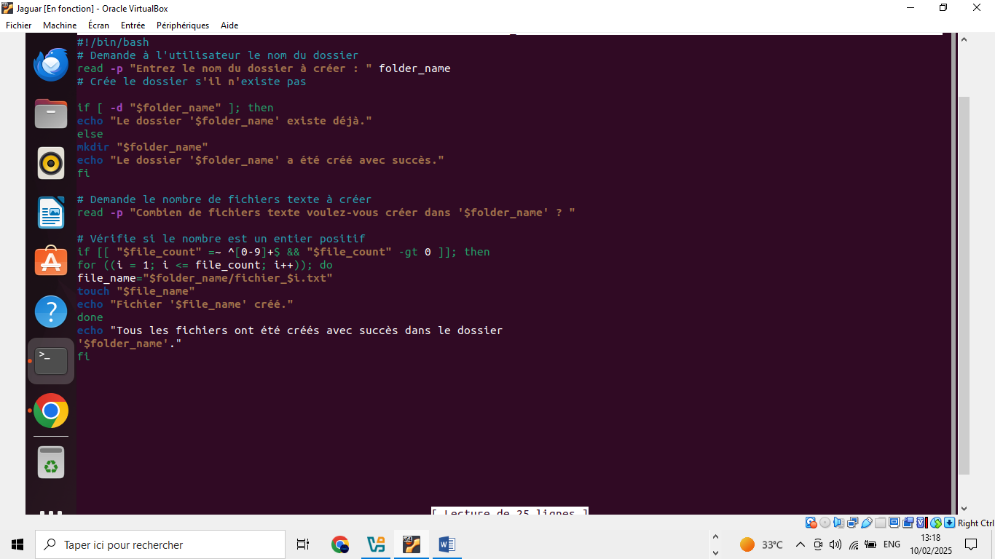 Jaguar [En fonction] - Oracle VirtualBox
Fichier Machine Écran Entrée Périphériques Aide
#!/bin/bash
# Demande à l'utilisateur le nom du dossier
read -p "Entrez le nom du dossier à créer : " folder_name
# Crée le dossier s'il n'existe pas
if [ -d "$folder_name" ]; then
echo "Le dossier '$folder_name' existe déjà."
else
mkdir "$folder_name"
echo "Le dossier '$folder_name' a été créé avec succès."
fi
# Demande le nombre de fichiers texte à créer
read -p "Combien de fichiers texte voulez-vous créer dans '$folder_name' ? "
# Vérifie si le nombre est un entier positif
if [[ "$file_count" =~ ^[0-9]+$ && "$file_count" -gt 0 ]]; then
for ((i = 1; i <= file_count; i++)); do
file_name="$folder_name/fichier_$i.txt"
touch "$file_name"
echo "Fichier '$file_name' créé."
done
echo "Tous les fichiers ont été créés avec succès dans le dossier
'$folder_name'."
fi
[ Lecture de 25 lignes ]
Right Ctrl
Taper ici pour rechercher
33°C
ENG
13:18
10/02/2025